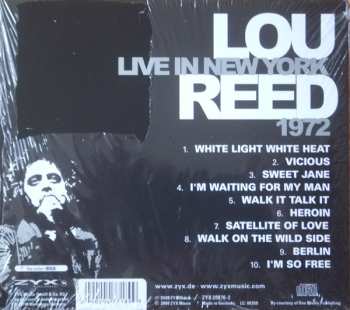 LOU
LIVE IN NEW YORK
REED
1972
1. WHITE LIGHT WHITE HEAT
2. VICIOUS
3. SWEET JANE
4. I'M WAITING FOR MY MAN
5. WALK IT TALK IT
6. HEROIN
7. SATELLITE OF LOVE
8. WALK ON THE WILD SIDE
9. BERLIN
10. I'M SO FREE
www.zyx.de · www.zyxmusic.com